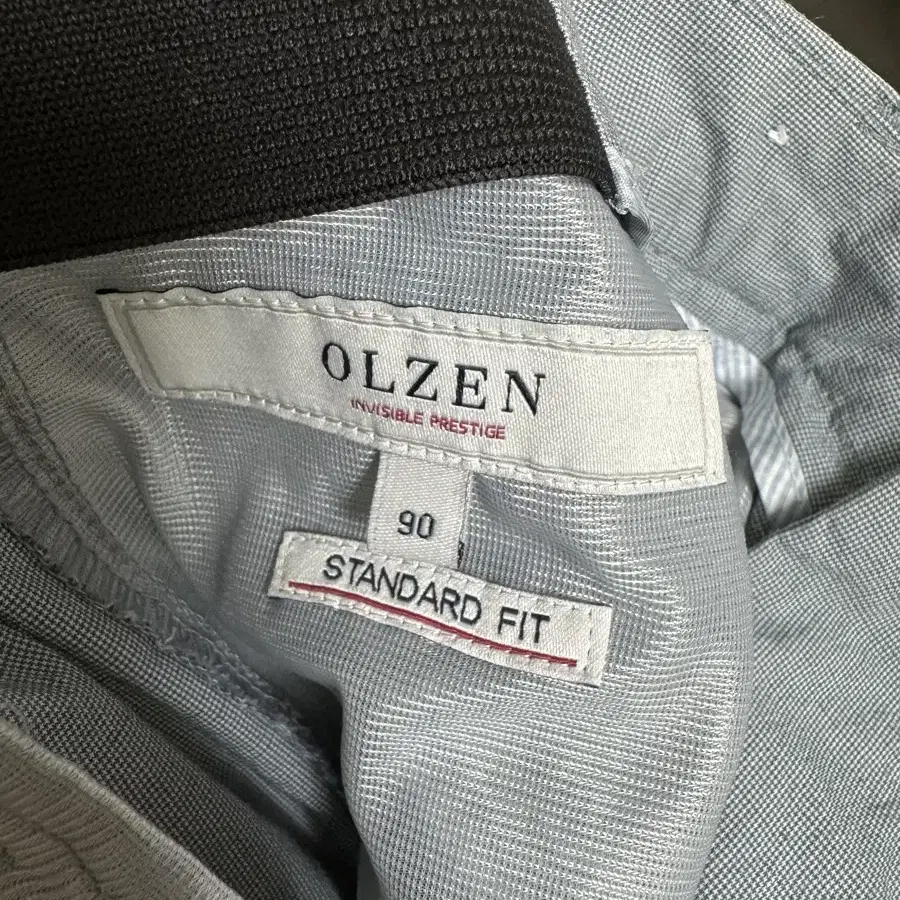 OLZEN
INVISIBLE PRESTIGE
90
STANDARD FIT